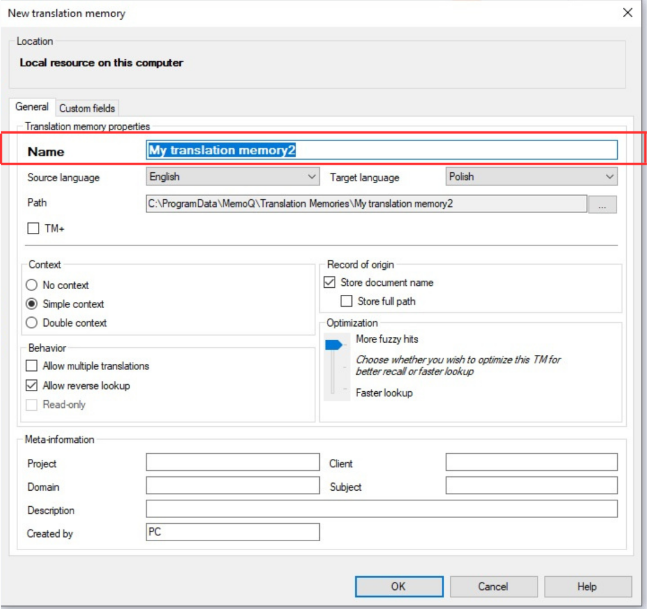 New translation memory
Location
Local resource on this computer
General Custom fields
Translation memory properties
Name My translation memory2
Source language English Target language Polish
Path C:\ProgramData\MemoQ\Translation Memories\My translation memory2 ...
TM+
Context
No context
Simple context
Double context
Record of origin
Store document name
Store full path
Behavior
Allow multiple translations
Allow reverse lookup
Read-only
Optimization
More fuzzy hits
Choose whether you wish to optimize this TM for
better recall or faster lookup
Faster lookup
Meta-information
Project Client
Domain Subject
Description
Created by PC
OK Cancel Help